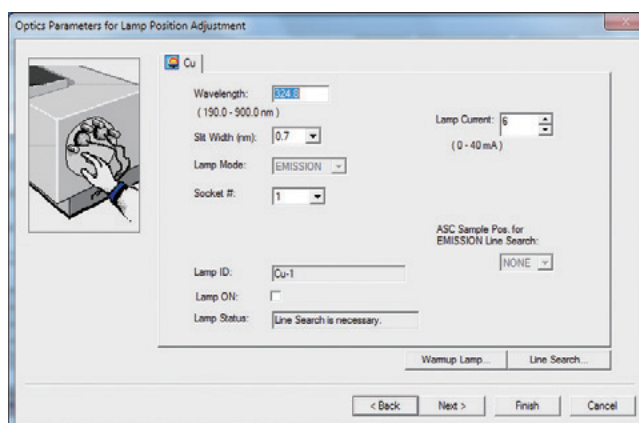 Optics Parameters for Lamp Position Adjustment
Cu
Wavelength: 324.8
( 190.0 - 900.0 nm )
Slit Width (nm): 0.7
Lamp Mode: EMISSION
Socket #: 1
Lamp Current: 6
( 0 - 40 mA )
ASC Sample Pos. for
EMISSION Line Search:
NONE
Lamp ID: Cu-1
Lamp ON:
Lamp Status: Line Search is necessary.
Warmup Lamp... Line Search...
< Back Next > Finish Cancel